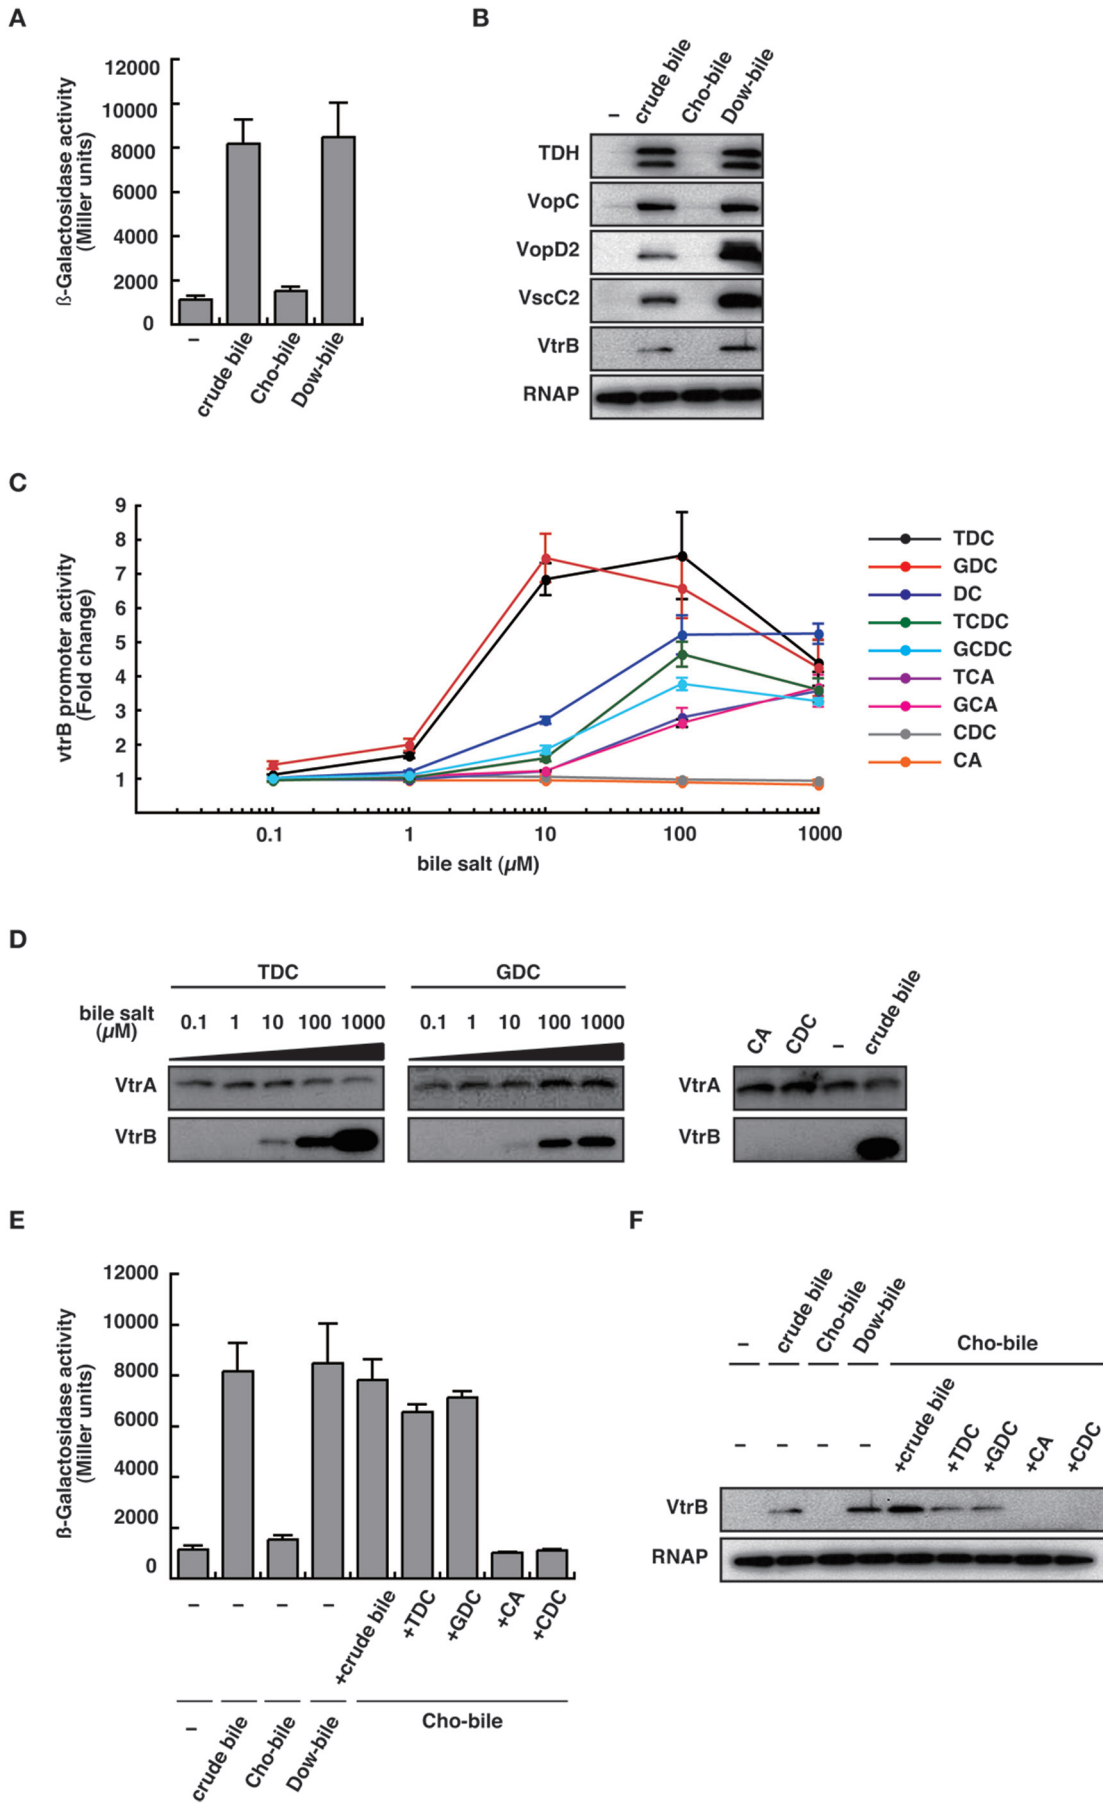 A
ß-Galactosidase activity
(Miller units)
12000
10000
8000
6000
4000
2000
0
–
crude bile
Cho-bile
Dow-bile
B
– crude bile Cho-bile Dow-bile
TDH
VopC
VopD2
VscC2
VtrB
RNAP
C
vtrB promoter activity
(Fold change)
9
8
7
6
5
4
3
2
1
0.1 1 10 100 1000
bile salt (µM)
TDC
GDC
DC
TCDC
GCDC
TCA
GCA
CDC
CA
D
TDC GDC
bile salt
(µM)
0.1 1 10 100 1000 0.1 1 10 100 1000
CA CDC – crude bile
VtrA
VtrB
VtrA
VtrB
E
ß-Galactosidase activity
(Miller units)
12000
10000
8000
6000
4000
2000
0
– – – – +crude bile +TDC +GDC +CA +CDC
– crude bile Cho-bile Dow-bile Cho-bile
F
– crude bile Cho-bile Dow-bile Cho-bile
– – – – +crude bile +TDC +GDC +CA +CDC
VtrB
RNAP